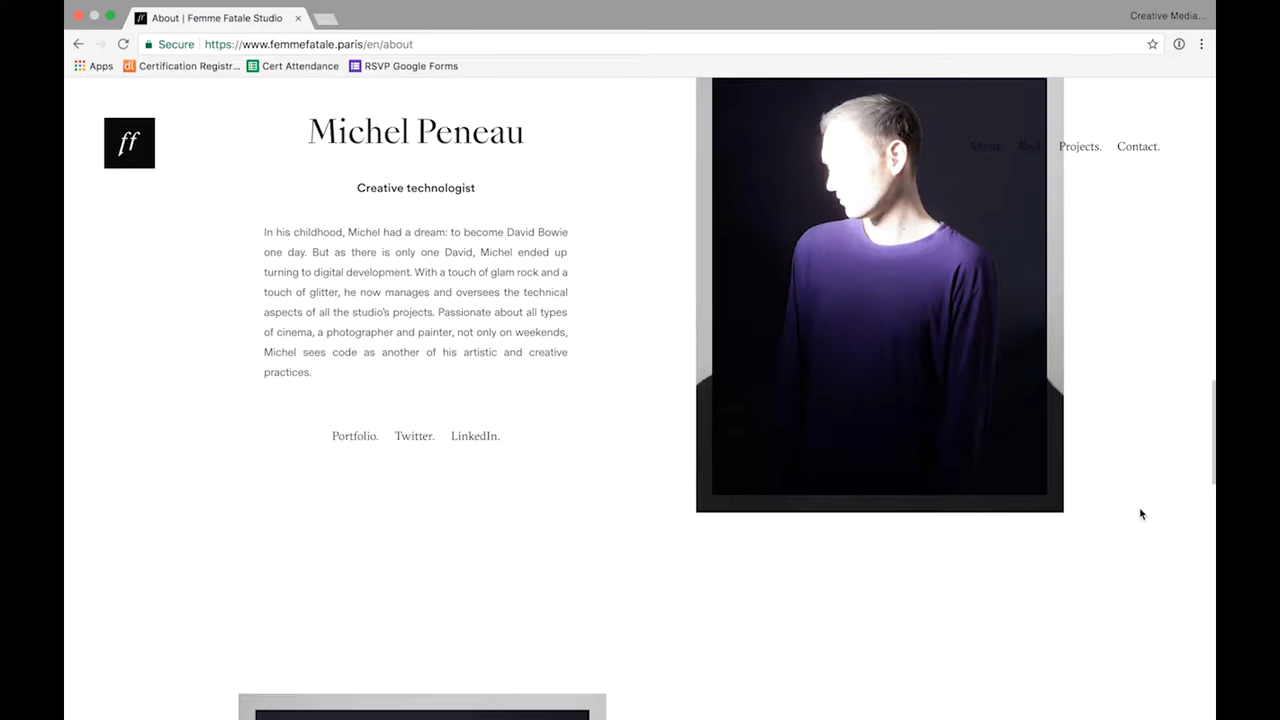 About | Femme Fatale Studio
Creative Media...
Secure https://www.femmefatale.paris/en/about
Apps Certification Registr... Cert Attendance RSVP Google Forms
ff
About. Reel. Projects. Contact.
Michel Peneau
Creative technologist
In his childhood, Michel had a dream: to become David Bowie
one day. But as there is only one David, Michel ended up
turning to digital development. With a touch of glam rock and a
touch of glitter, he now manages and oversees the technical
aspects of all the studio's projects. Passionate about all types
of cinema, a photographer and painter, not only on weekends,
Michel sees code as another of his artistic and creative
practices.
Portfolio. Twitter. LinkedIn.